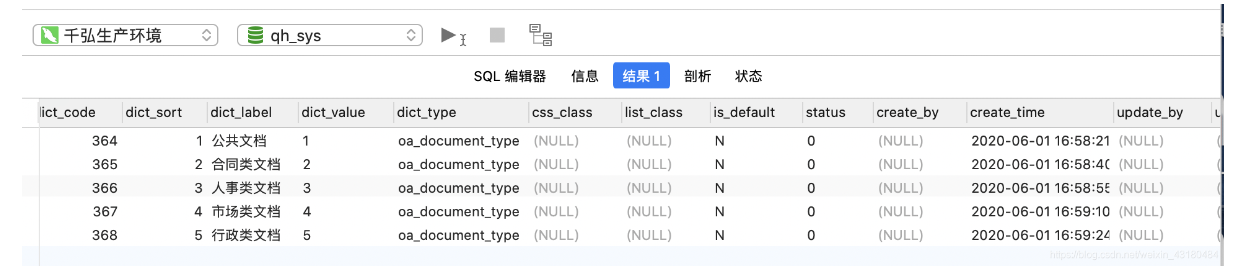 千弘生产环境 qh_sys
SQL 编辑器 信息 结果 1 剖析 状态
lict_code dict_sort dict_label dict_value dict_type css_class list_class is_default status create_by create_time update_by u
364 1 公共文档 1 oa_document_type (NULL) (NULL) N 0 (NULL) 2020-06-01 16:58:21 (NULL) (
365 2 合同类文档 2 oa_document_type (NULL) (NULL) N 0 (NULL) 2020-06-01 16:58:40 (NULL) (
366 3 人事类文档 3 oa_document_type (NULL) (NULL) N 0 (NULL) 2020-06-01 16:58:55 (NULL) (
367 4 市场类文档 4 oa_document_type (NULL) (NULL) N 0 (NULL) 2020-06-01 16:59:10 (NULL) (
368 5 行政类文档 5 oa_document_type (NULL) (NULL) N 0 (NULL) 2020-06-01 16:59:24 (NULL) (